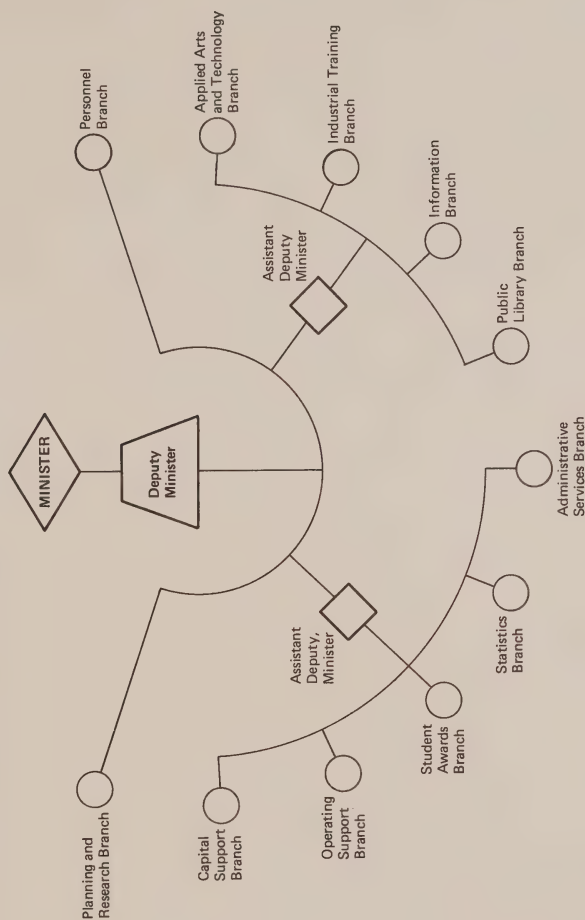 MINISTER
Deputy
Minister
Planning and
Research Branch
Personnel
Branch
Assistant
Deputy,
Minister
Assistant
Deputy
Minister
Capital
Support
Branch
Operating
Support
Branch
Student
Awards
Branch
Statistics
Branch
Administrative
Services Branch
Applied Arts
and Technology
Branch
Industrial Training
Branch
Information
Branch
Public
Library Branch